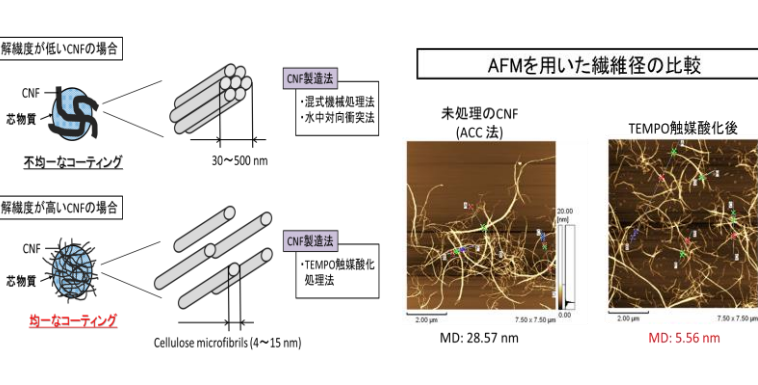 解繊度が低いCNFの場合
CNF
芯物質
不均一なコーティング
30～500 nm
CNF製造法
・湿式機械処理法
・水中対向衝突法
解繊度が高いCNFの場合
CNF
芯物質
均一なコーティング
Cellulose microfibrils (4～15 nm)
CNF製造法
・TEMPO触媒酸化
処理法
AFMを用いた繊維径の比較
未処理のCNF
(ACC 法)
20.00
[nm]
0.00
2.00 μm
7.50 x 7.50 μm
MD: 28.57 nm
TEMPO触媒酸化後
2.00 μm
7.50 x 7.50 μm
MD: 5.56 nm